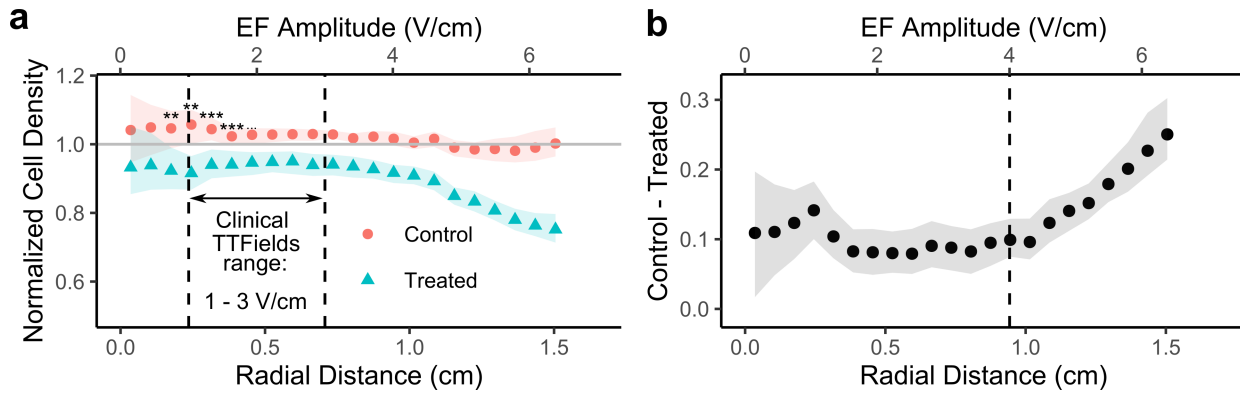 a
EF Amplitude (V/cm)
0 2 4 6
Normalized Cell Density
1.2
1.0
0.8
0.6
**
**
***
***...
Clinical
TTFields
range:
1 - 3 V/cm
Control
Treated
0.0 0.5 1.0 1.5
Radial Distance (cm)
b
EF Amplitude (V/cm)
0 2 4 6
Control - Treated
0.3
0.2
0.1
0.0
0.0 0.5 1.0 1.5
Radial Distance (cm)